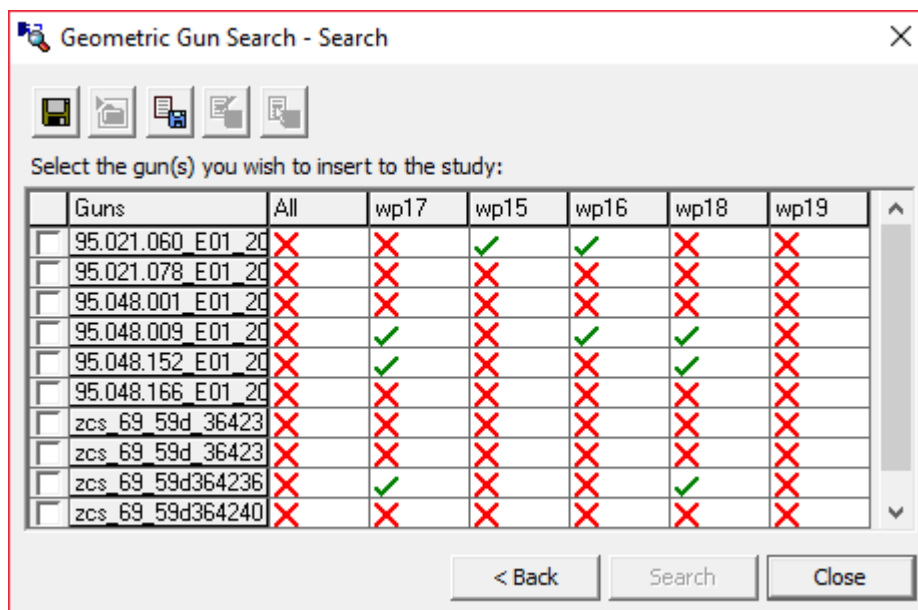 Geometric Gun Search - Search
Select the gun(s) you wish to insert to the study:
Guns All wp17 wp15 wp16 wp18 wp19
95.021.060_E01_20
95.021.078_E01_20
95.048.001_E01_20
95.048.009_E01_20
95.048.152_E01_20
95.048.166_E01_20
zcs_69_59d_36423
zcs_69_59d_36423
zcs_69_59d364236
zcs_69_59d364240
< Back Search Close